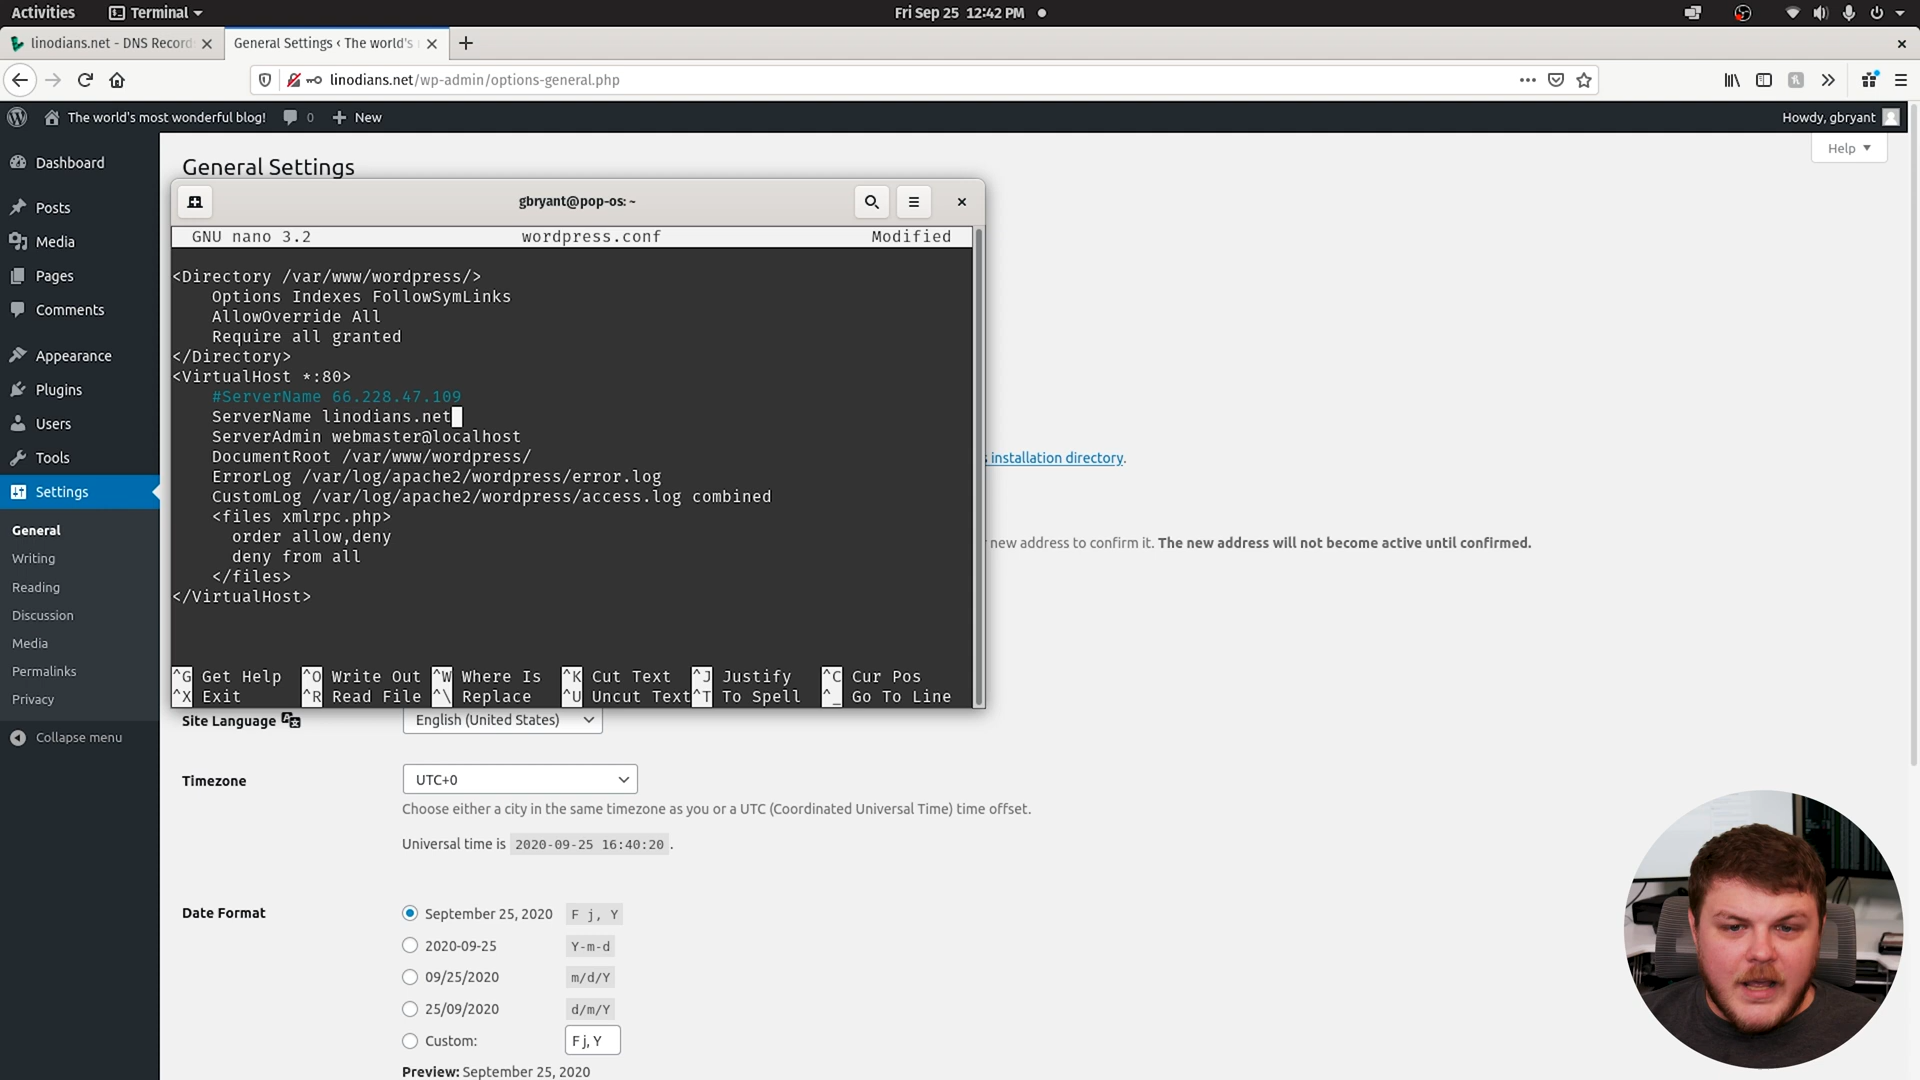 Activities
Terminal
Fri Sep 25 12:42 PM
linodians.net - DNS Record
General Settings ‹ The world's
linodians.net/wp-admin/options-general.php
The world's most wonderful blog!
0
New
Howdy, gbryant
Help
Dashboard
Posts
Media
Pages
Comments
Appearance
Plugins
Users
Tools
Settings
General
Writing
Reading
Discussion
Media
Permalinks
Privacy
Collapse menu
General Settings
gbryant@pop-os: ~
GNU nano 3.2 wordpress.conf Modified
<Directory /var/www/wordpress/>
Options Indexes FollowSymLinks
AllowOverride All
Require all granted
</Directory>
<VirtualHost *:80>
#ServerName 66.228.47.109
ServerName linodians.net
ServerAdmin webmaster@localhost
DocumentRoot /var/www/wordpress/
ErrorLog /var/log/apache2/wordpress/error.log
CustomLog /var/log/apache2/wordpress/access.log combined
<files xmlrpc.php>
order allow,deny
deny from all
</files>
</VirtualHost>
^G Get Help ^O Write Out ^W Where Is ^K Cut Text ^J Justify ^C Cur Pos
^X Exit ^R Read File ^\ Replace ^U Uncut Text ^T To Spell ^_ Go To Line
installation directory.
new address to confirm it. The new address will not become active until confirmed.
Site Language
English (United States)
Timezone
UTC+0
Choose either a city in the same timezone as you or a UTC (Coordinated Universal Time) time offset.
Universal time is 2020-09-25 16:40:20 .
Date Format
September 25, 2020 F j, Y
2020-09-25 Y-m-d
09/25/2020 m/d/Y
25/09/2020 d/m/Y
Custom: F j, Y
Preview: September 25, 2020